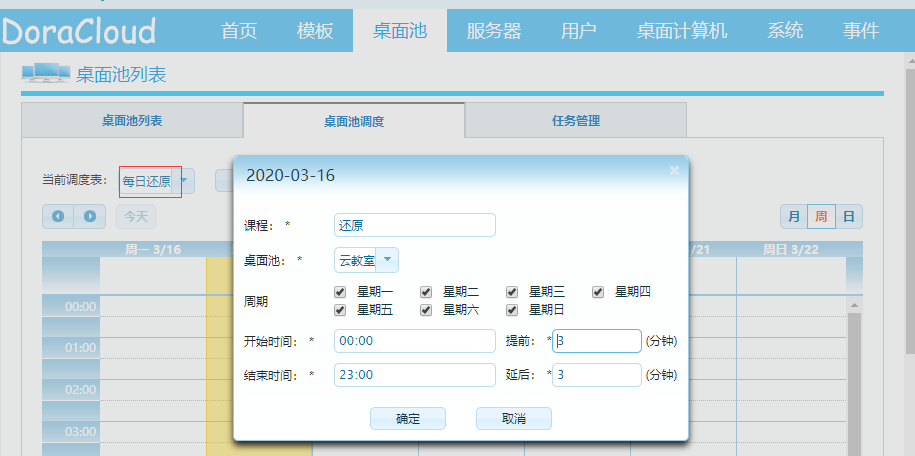 DoraCloud 首页 模板 桌面池 服务器 用户 桌面计算机 系统 事件
桌面池列表
桌面池列表 桌面池调度 任务管理
当前调度表： 每日还原
今天 月 周 日
周一 3/16 /21 周日 3/22
2020-03-16
课程： * 还原
桌面池： * 云教室
周期 星期一 星期二 星期三 星期四
星期五 星期六 星期日
开始时间： * 00:00 提前： * 3 (分钟)
结束时间： * 23:00 延后： * 3 (分钟)
确定 取消
00:00
01:00
02:00
03:00